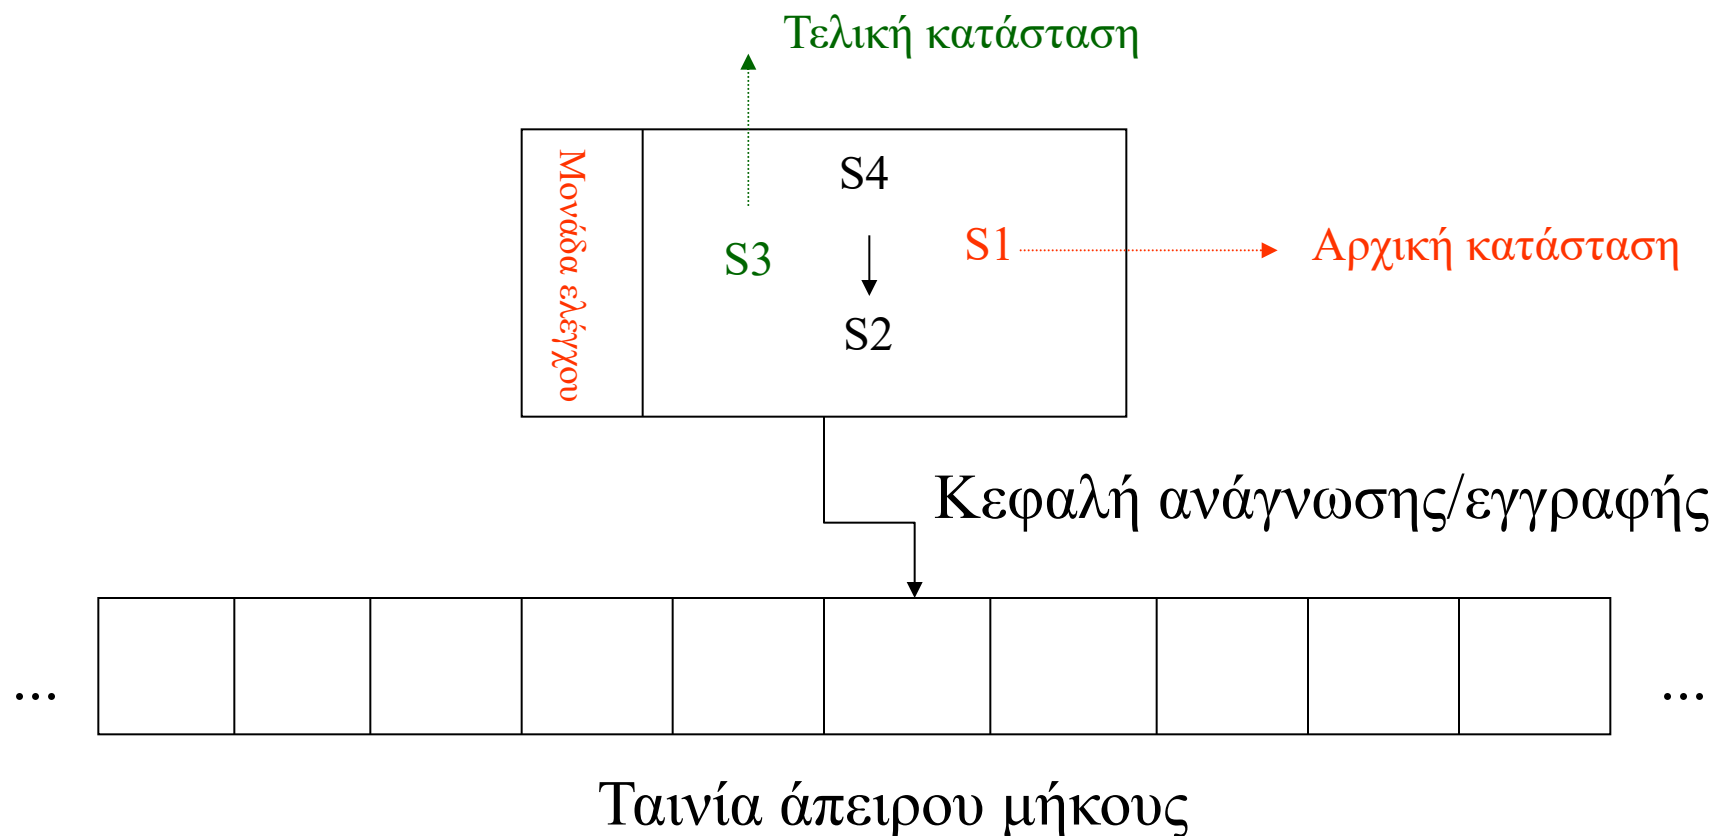 Τελική κατάσταση
Μονάδα ελέγχου
S4
S3
S1
Αρχική κατάσταση
S2
Κεφαλή ανάγνωσης/εγγραφής
...
...
Ταινία άπειρου μήκους